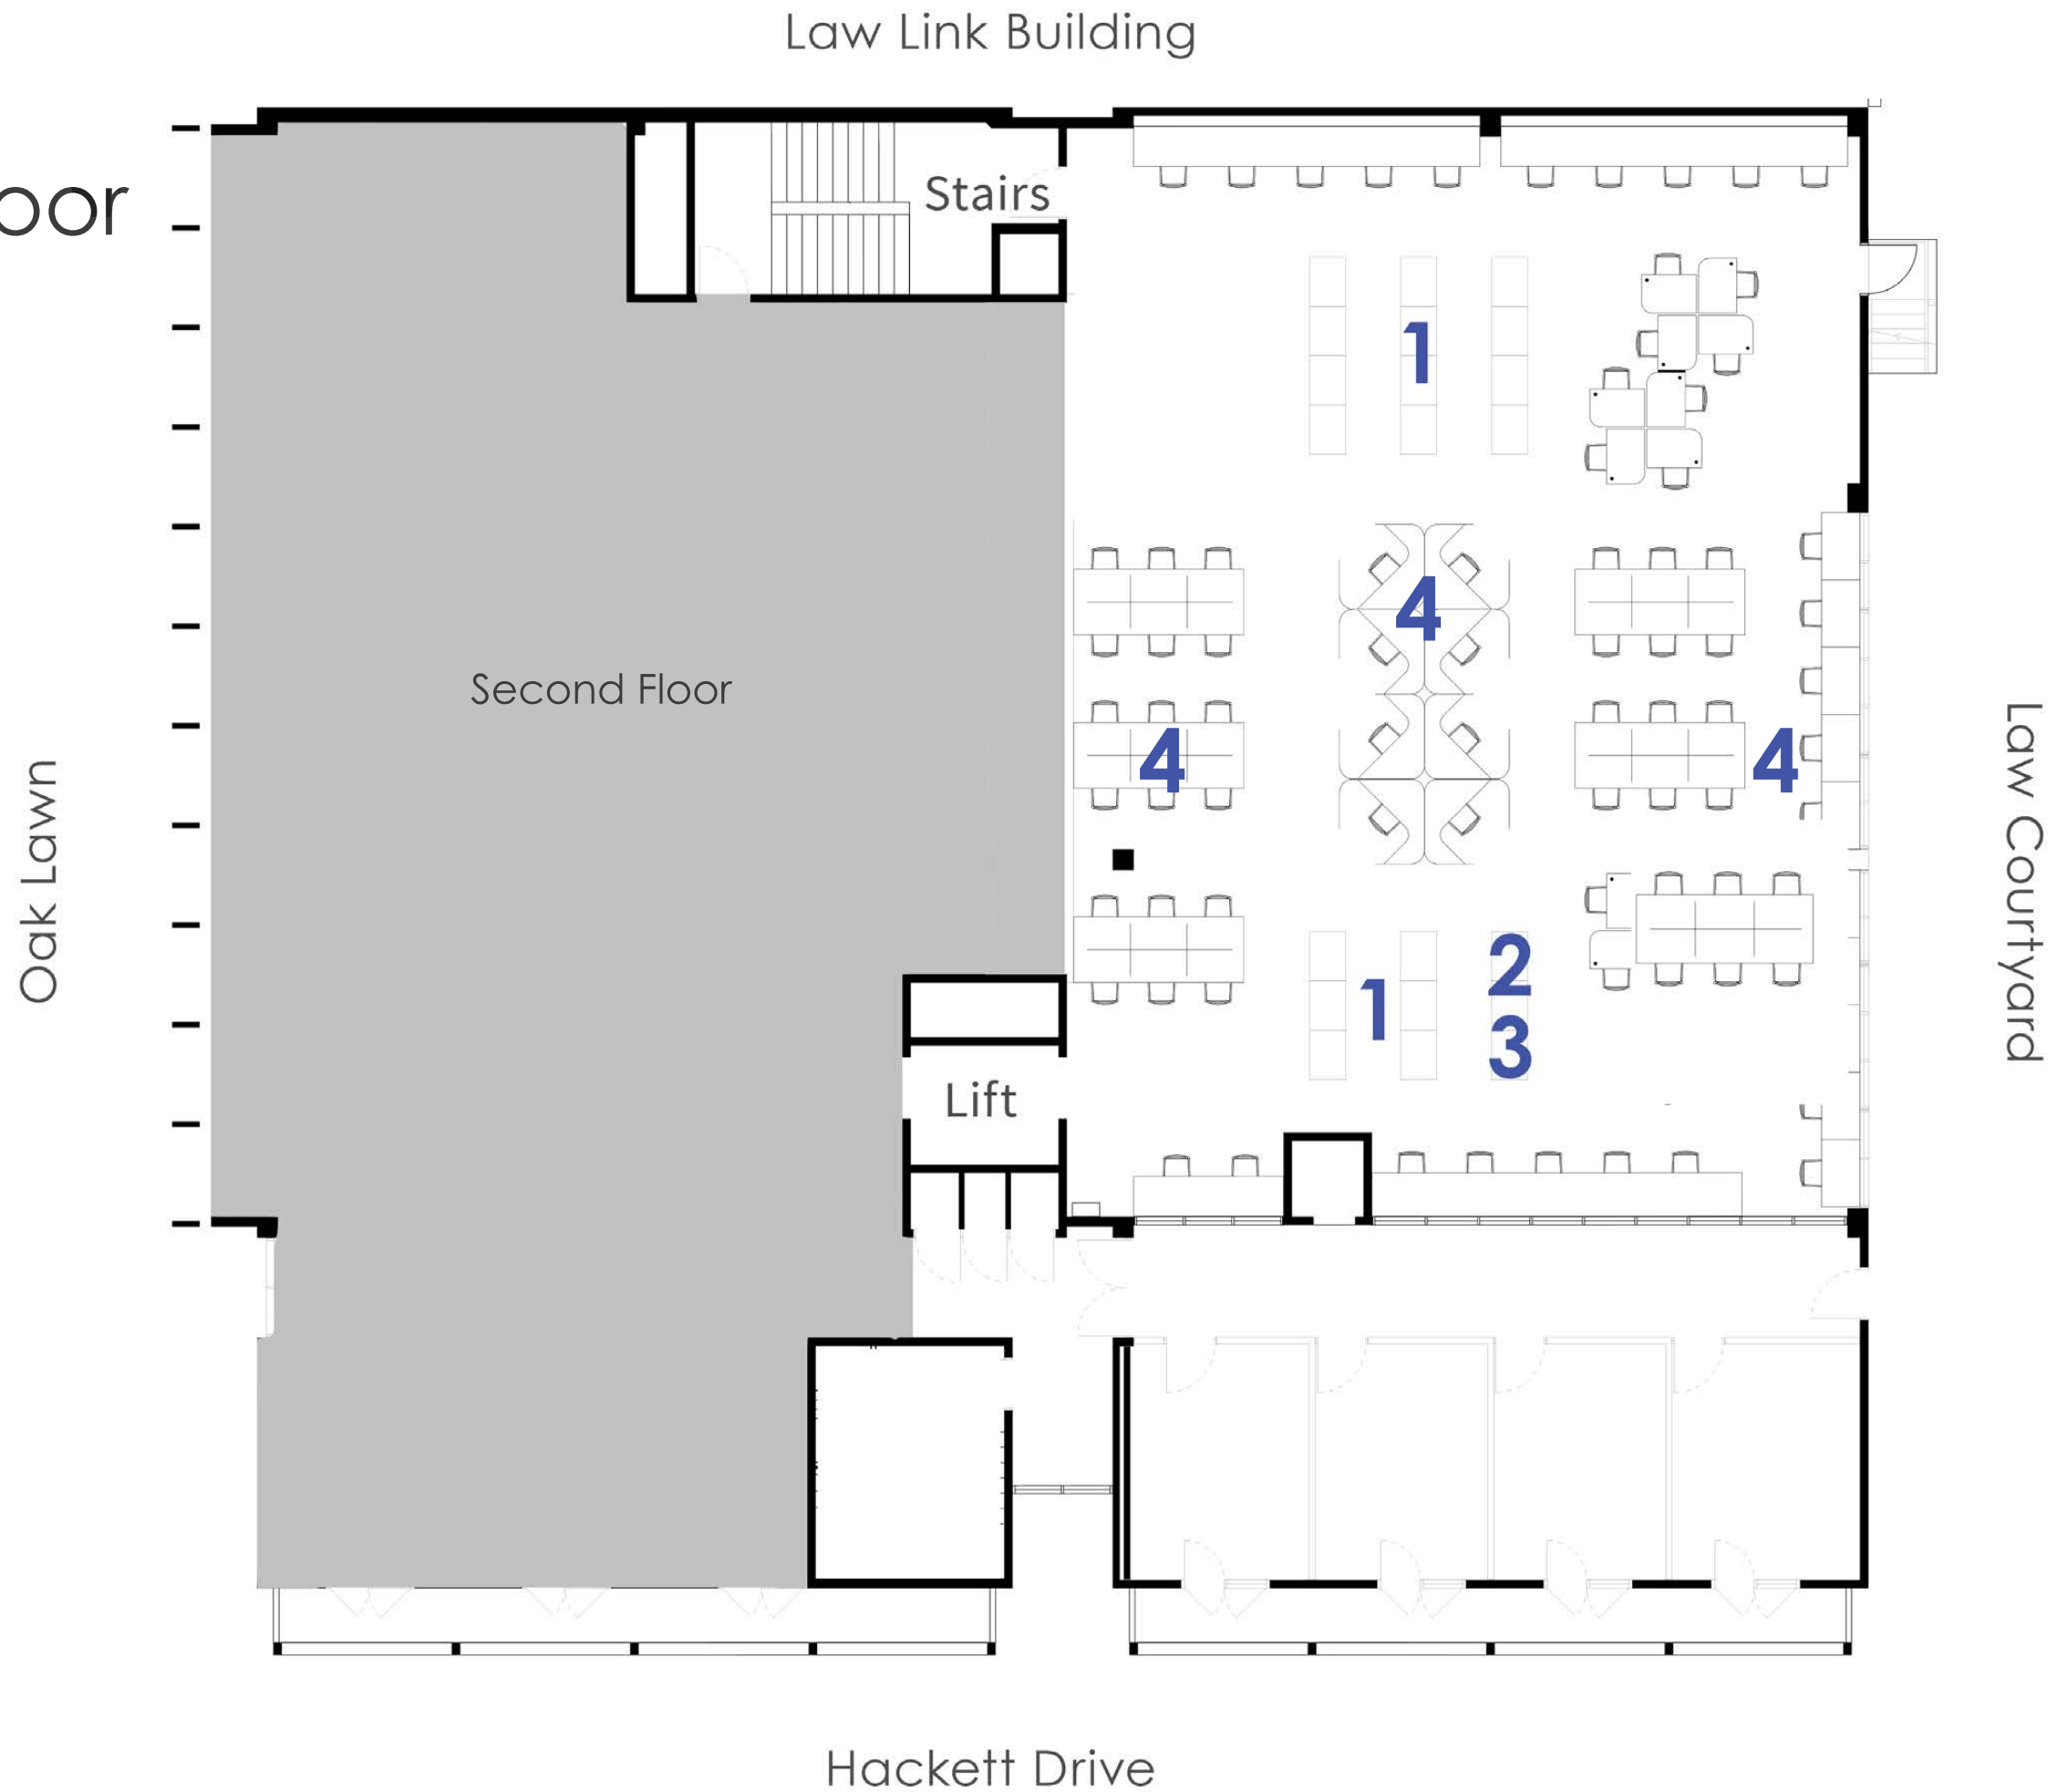 Law Link Building
oor
Stairs
1
4
Second Floor
4
4
Oak Lawn
Law Courtyard
2
1
3
Lift
Hackett Drive